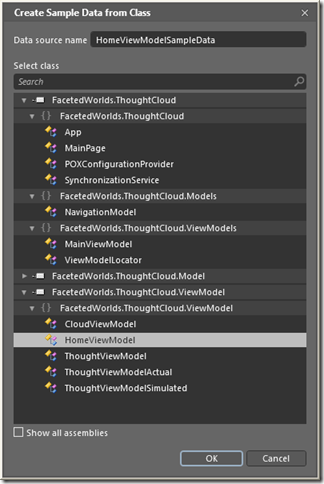 Create Sample Data from Class
Data source name HomeViewModelSampleData
Select class
Search
FacetedWorlds.ThoughtCloud
{} FacetedWorlds.ThoughtCloud
App
MainPage
POXConfigurationProvider
SynchronizationService
{} FacetedWorlds.ThoughtCloud.Models
NavigationModel
{} FacetedWorlds.ThoughtCloud.ViewModels
MainViewModel
ViewModelLocator
FacetedWorlds.ThoughtCloud.Model
FacetedWorlds.ThoughtCloud.ViewModel
{} FacetedWorlds.ThoughtCloud.ViewModel
CloudViewModel
HomeViewModel
ThoughtViewModel
ThoughtViewModelActual
ThoughtViewModelSimulated
Show all assemblies
OK Cancel